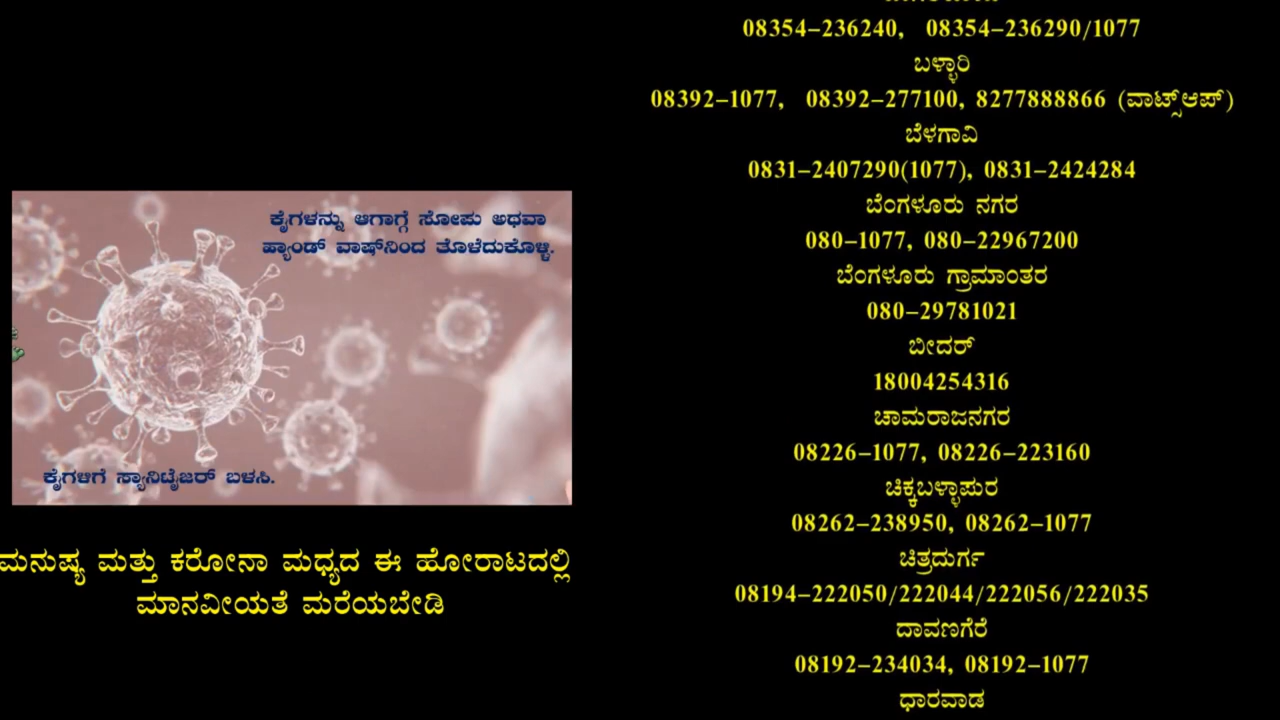 ಕೈಗಳನ್ನು ಆಗಾಗ್ಗೆ ಸೋಪು ಅಥವಾ
ಹ್ಯಾಂಡ್ ವಾಷ್‌ನಿಂದ ತೊಳೆದುಕೊಳ್ಳಿ.
ಕೈಗಳಿಗೆ ಸ್ಯಾನಿಟೈಜರ್ ಬಳಸಿ.
ಮನುಷ್ಯ ಮತ್ತು ಕರೋನಾ ಮಧ್ಯದ ಈ ಹೋರಾಟದಲ್ಲಿ
ಮಾನವೀಯತೆ ಮರೆಯಬೇಡಿ
08354-236240, 08354-236290/1077
ಬಳ್ಳಾರಿ
08392-1077, 08392-277100, 8277888866 (ವಾಟ್ಸ್‌ಆಪ್)
ಬೆಳಗಾವಿ
0831-2407290(1077), 0831-2424284
ಬೆಂಗಳೂರು ನಗರ
080-1077, 080-22967200
ಬೆಂಗಳೂರು ಗ್ರಾಮಾಂತರ
080-29781021
ಬೀದರ್
18004254316
ಚಾಮರಾಜನಗರ
08226-1077, 08226-223160
ಚಿಕ್ಕಬಳ್ಳಾಪುರ
08262-238950, 08262-1077
ಚಿತ್ರದುರ್ಗ
08194-222050/222044/222056/222035
ದಾವಣಗೆರೆ
08192-234034, 08192-1077
ಧಾರವಾಡ